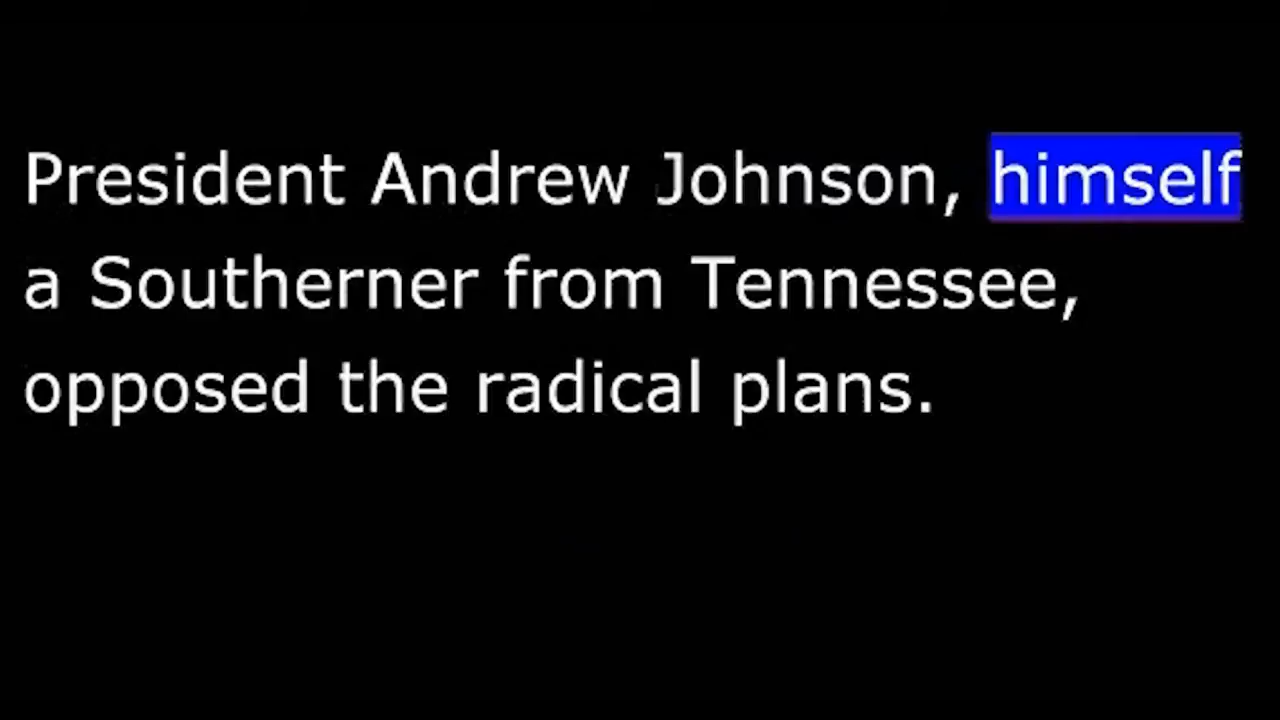 President Andrew Johnson, himself
a Southerner from Tennessee,
opposed the radical plans.